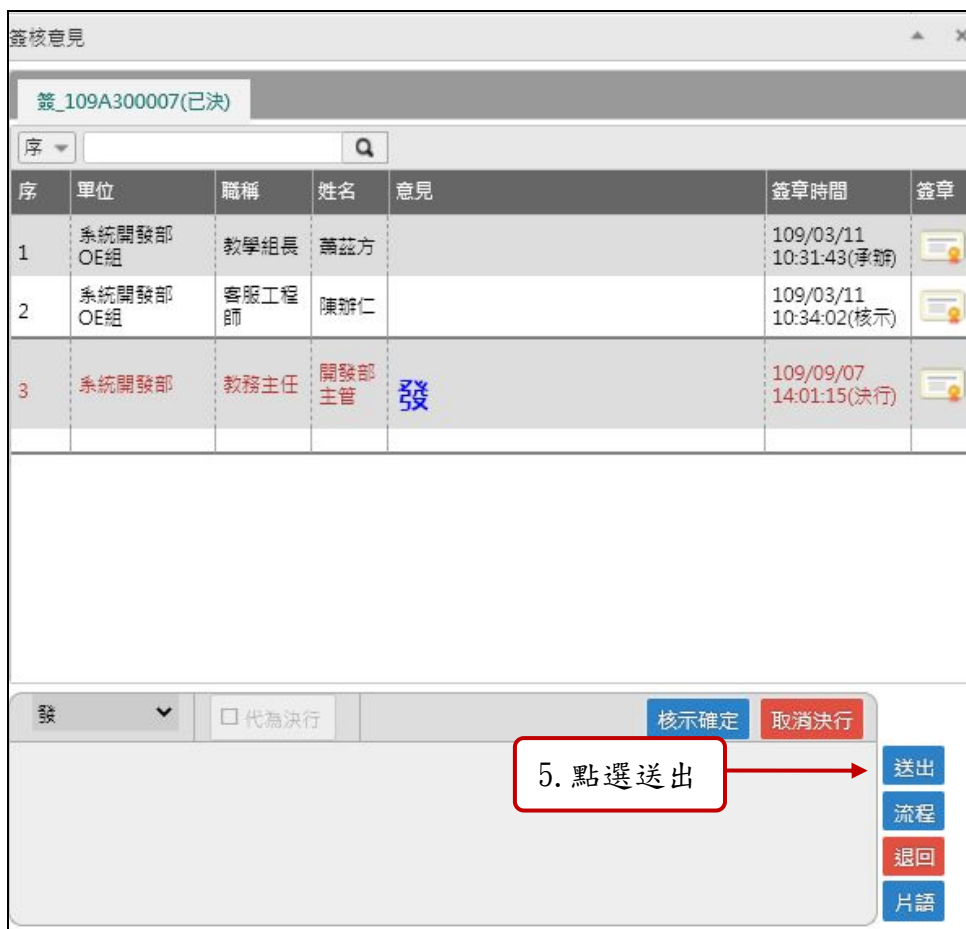 簽核意見
簽_109A300007(已決)
序
序 單位 職稱 姓名 意見 簽章時間 簽章
1 系統開發部 OE組 教學組長 蕭茲方 109/03/11 10:31:43(承辦)
2 系統開發部 OE組 客服工程師 陳辦仁 109/03/11 10:34:02(核示)
3 系統開發部 教務主任 開發部主管 發 109/09/07 14:01:15(決行)
發 代為決行 核示確定 取消決行
5.點選送出
送出
流程
退回
片語